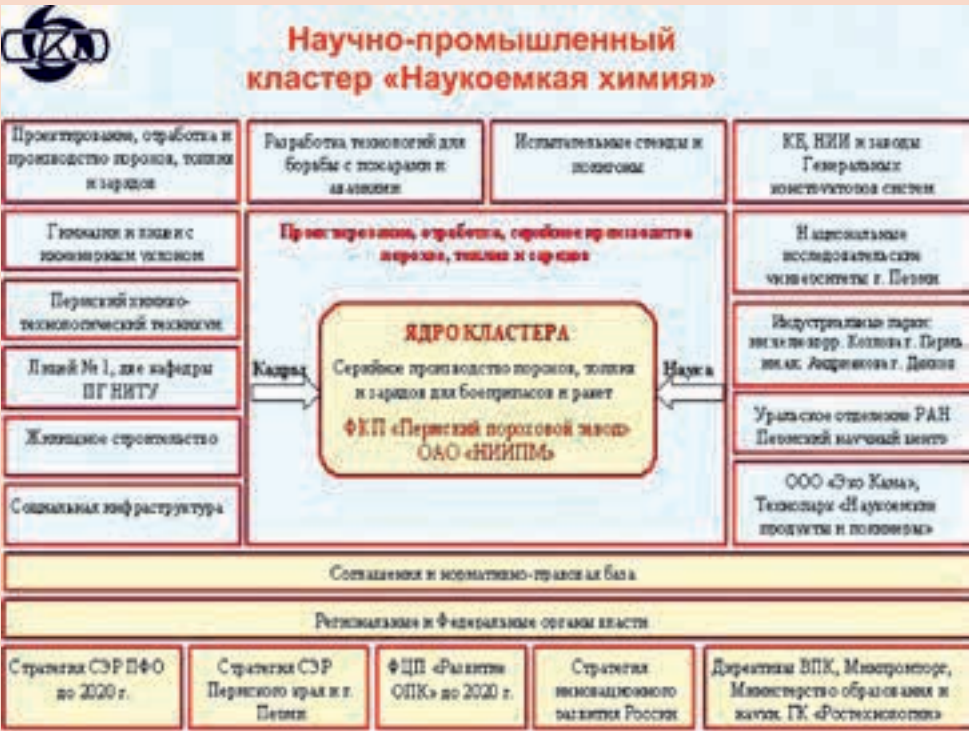 Научно-промышленный
кластер «Наукоемкая химия»
Проектирование, отработка и
производство порохов, топлив
и зарядов
Разработка технологий для
борьбы с пожарами и
авариями
Испытательные стенды и
полигоны
КБ, НИИ и заводы
Генеральных
конструкторов систем
Гимназии и лицеи с
инженерным уклоном
Пермский химико-
технологический техникум
Лицей № 1, две кафедры
ПГ НИТУ
Жилищное строительство
Социальная инфраструктура
Проектирование, отработка, серийное производство
порохов, топлив и зарядов
Кадры
ЯДРО КЛАСТЕРА
Серийное производство порохов, топлив
и зарядов для боеприпасов и ракет
ФКП «Пермский пороховой завод»
ОАО «НИИПМ»
Наука
Национальные
исследовательские
университеты г. Перми
Индустриальные парки:
г. Пермь
г. Данков
Уральское отделение РАН
Пермский научный центр
ООО «Эко Кама»,
Технопарк «Наукоемкие
продукты и полимеры»
Соглашения и нормативно-правовая база
Региональные и Федеральные органы власти
Стратегия СЭР ПФО
до 2020 г.
Стратегия СЭР
Пермского края и г.
Перми
ФЦП «Развитие
ОПК» до 2020 г.
Стратегия
инновационного
развития России
Директивы ВПК, Минпромторг,
Министерство образования и
науки, ГК «Ростехнологии»